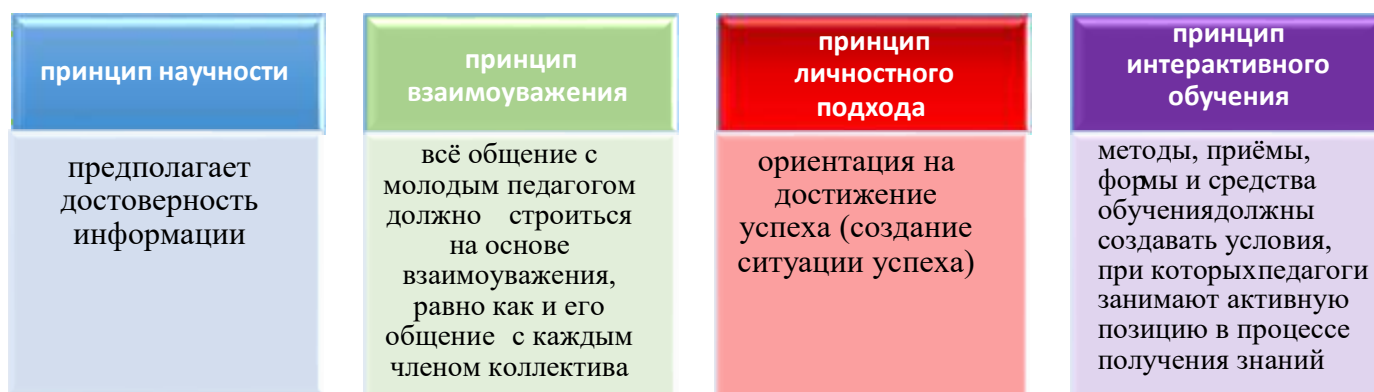 принцип научности
предполагает
достоверность
информации
принцип
взаимоуважения
всё общение с
молодым педагогом
должно строиться
на основе
взаимоуважения,
равно как и его
общение с каждым
членом коллектива
принцип
личностного
подхода
ориентация на
достижение
успеха (создание
ситуации успеха)
принцип
интерактивного
обучения
методы, приёмы,
формы и средства
обучениядолжны
создавать условия,
при которыхпедагоги
занимают активную
позицию в процессе
получения знаний